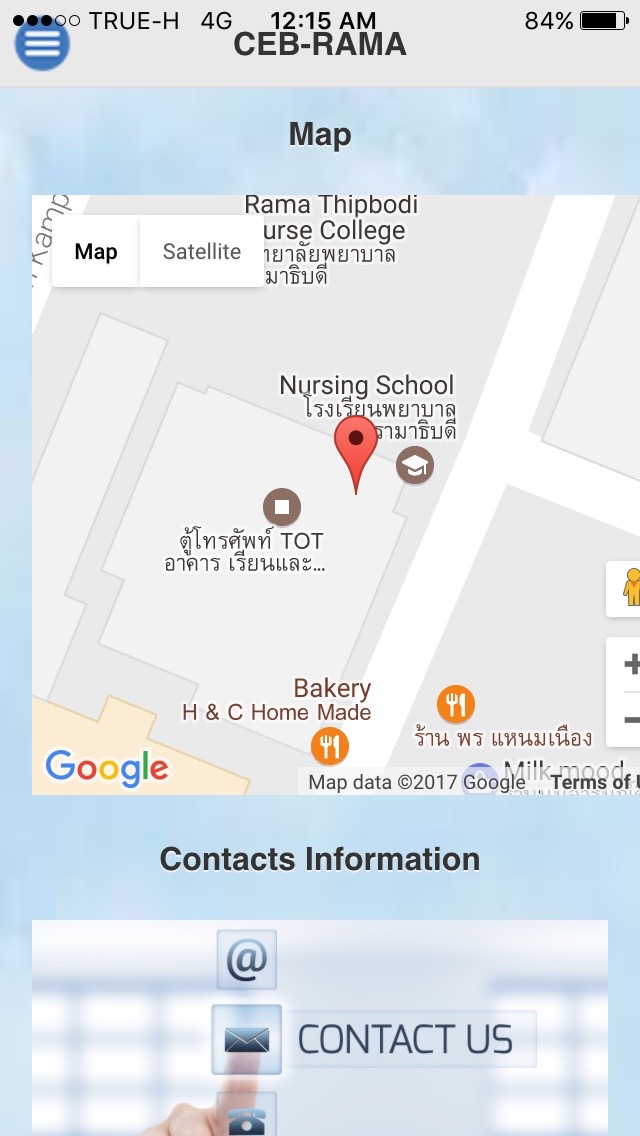 TRUE-H 4G 12:15 AM 84%
CEB-RAMA
Map
Rama Thipbodi
urse College
ยาลัยพยาบาล
มาธิบดี
Map Satellite
Nursing School
โรงเรียนพยาบาล
รามาธิบดี
ตู้โทรศัพท์ TOT
อาคาร เรียนและ...
Bakery
H & C Home Made
ร้าน พร แหนมเนือง
Milk mood
Google
Map data ©2017 Google Terms of
Contacts Information
@
CONTACT US